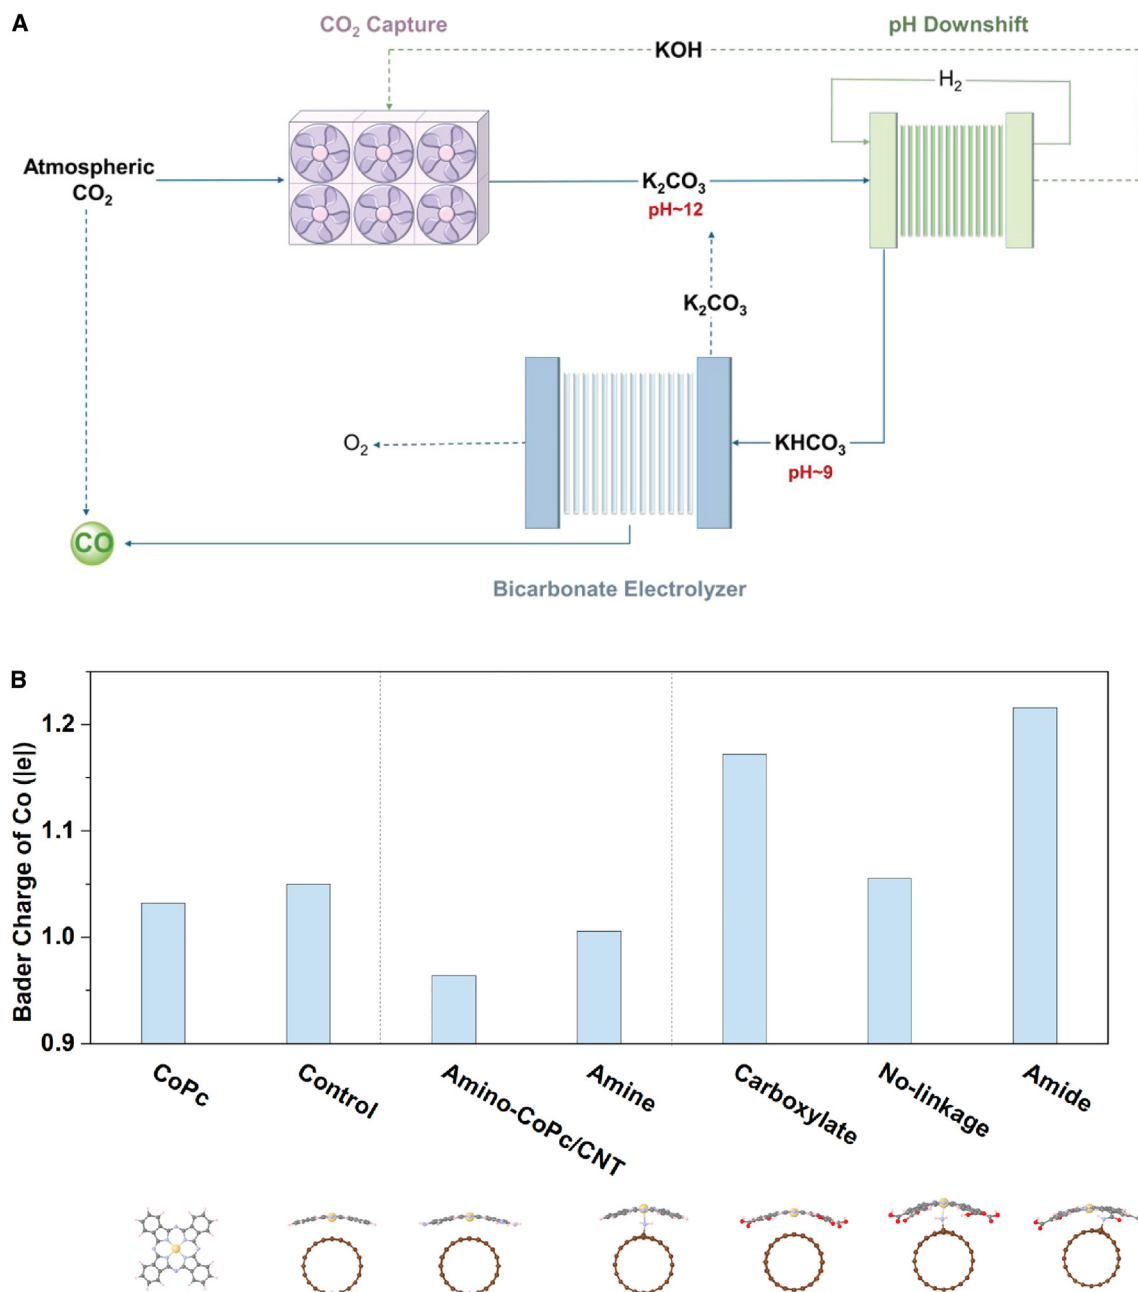 A
CO₂ Capture
pH Downshift
KOH
H₂
Atmospheric
CO₂
K₂CO₃
pH~12
K₂CO₃
O₂
KHCO₃
pH~9
CO
Bicarbonate Electrolyzer
B
Bader Charge of Co (|e|)
1.2
1.1
1.0
0.9
CoPc
Control
Amino-CoPc/CNT
Amine
Carboxylate
No-linkage
Amide